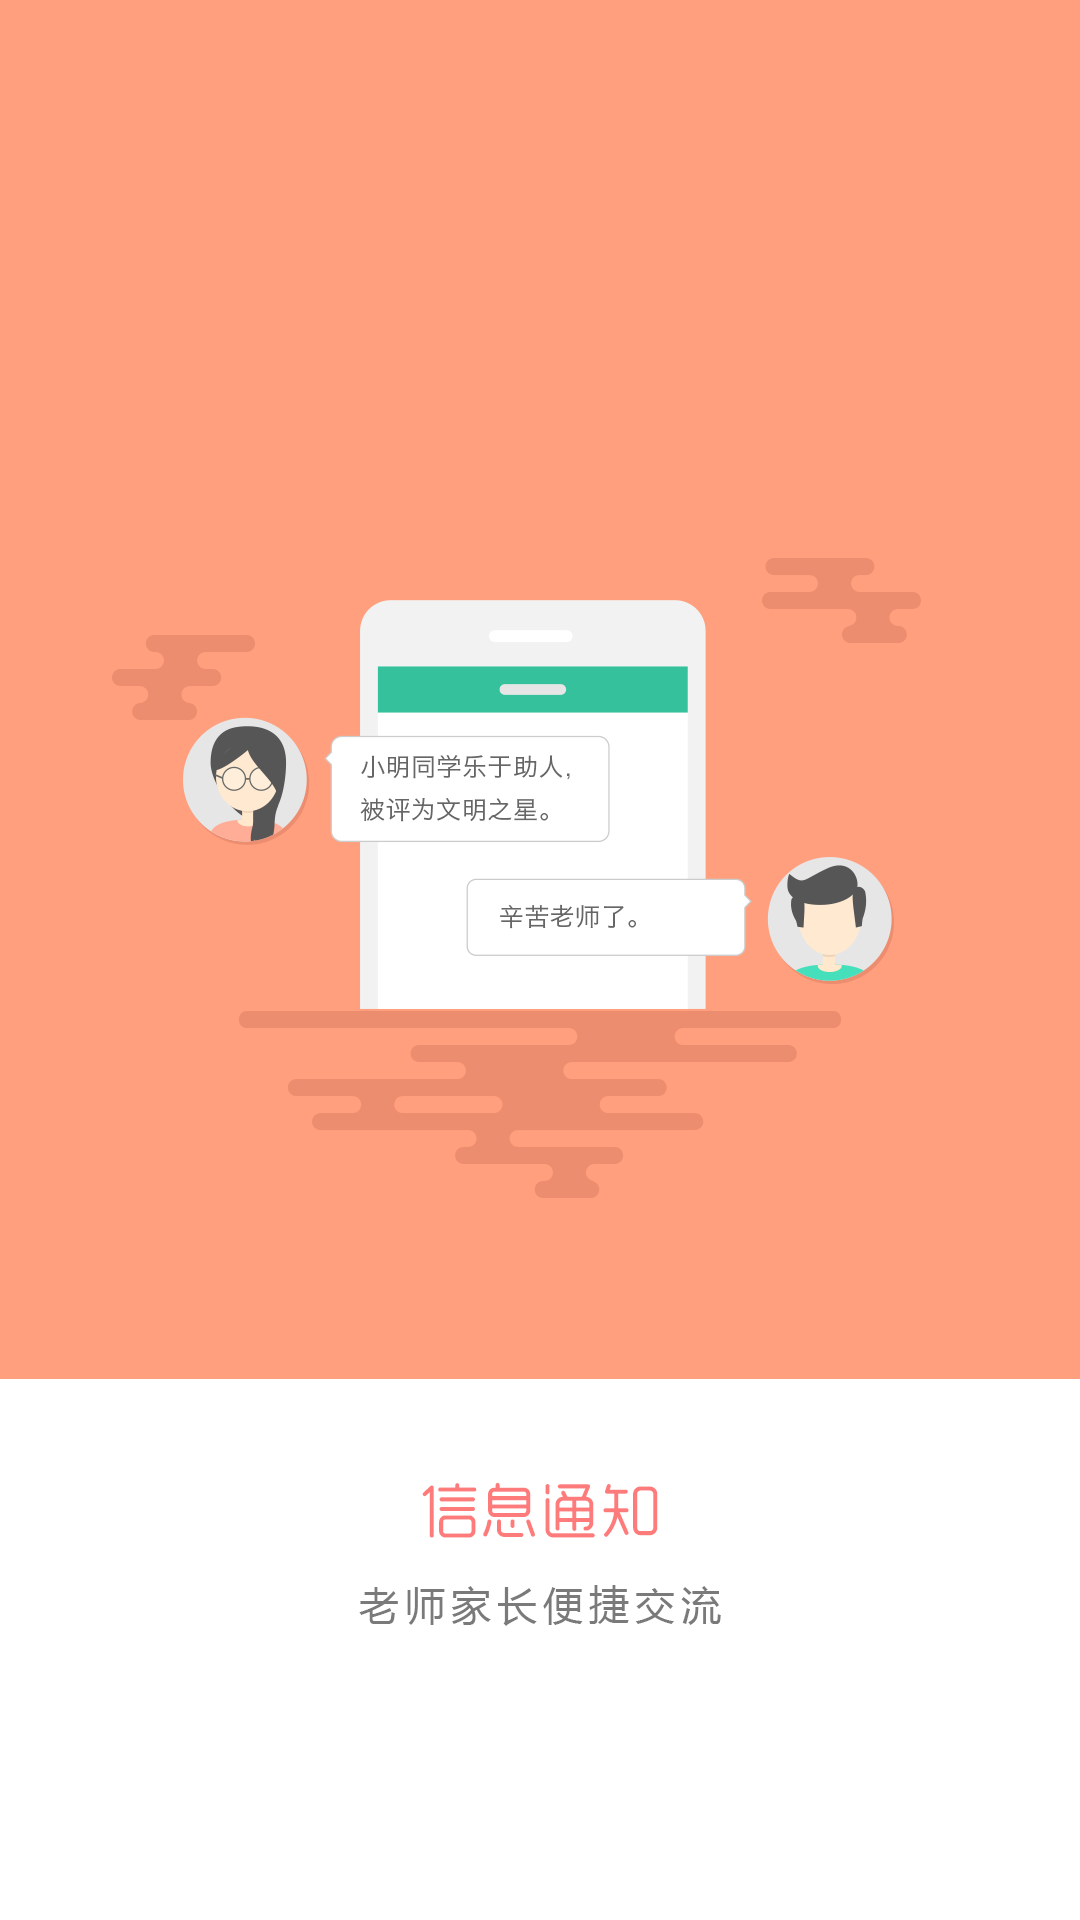 小明同学乐于助人,
被评为文明之星。
辛苦老师了。
信息通知
老师家长便捷交流